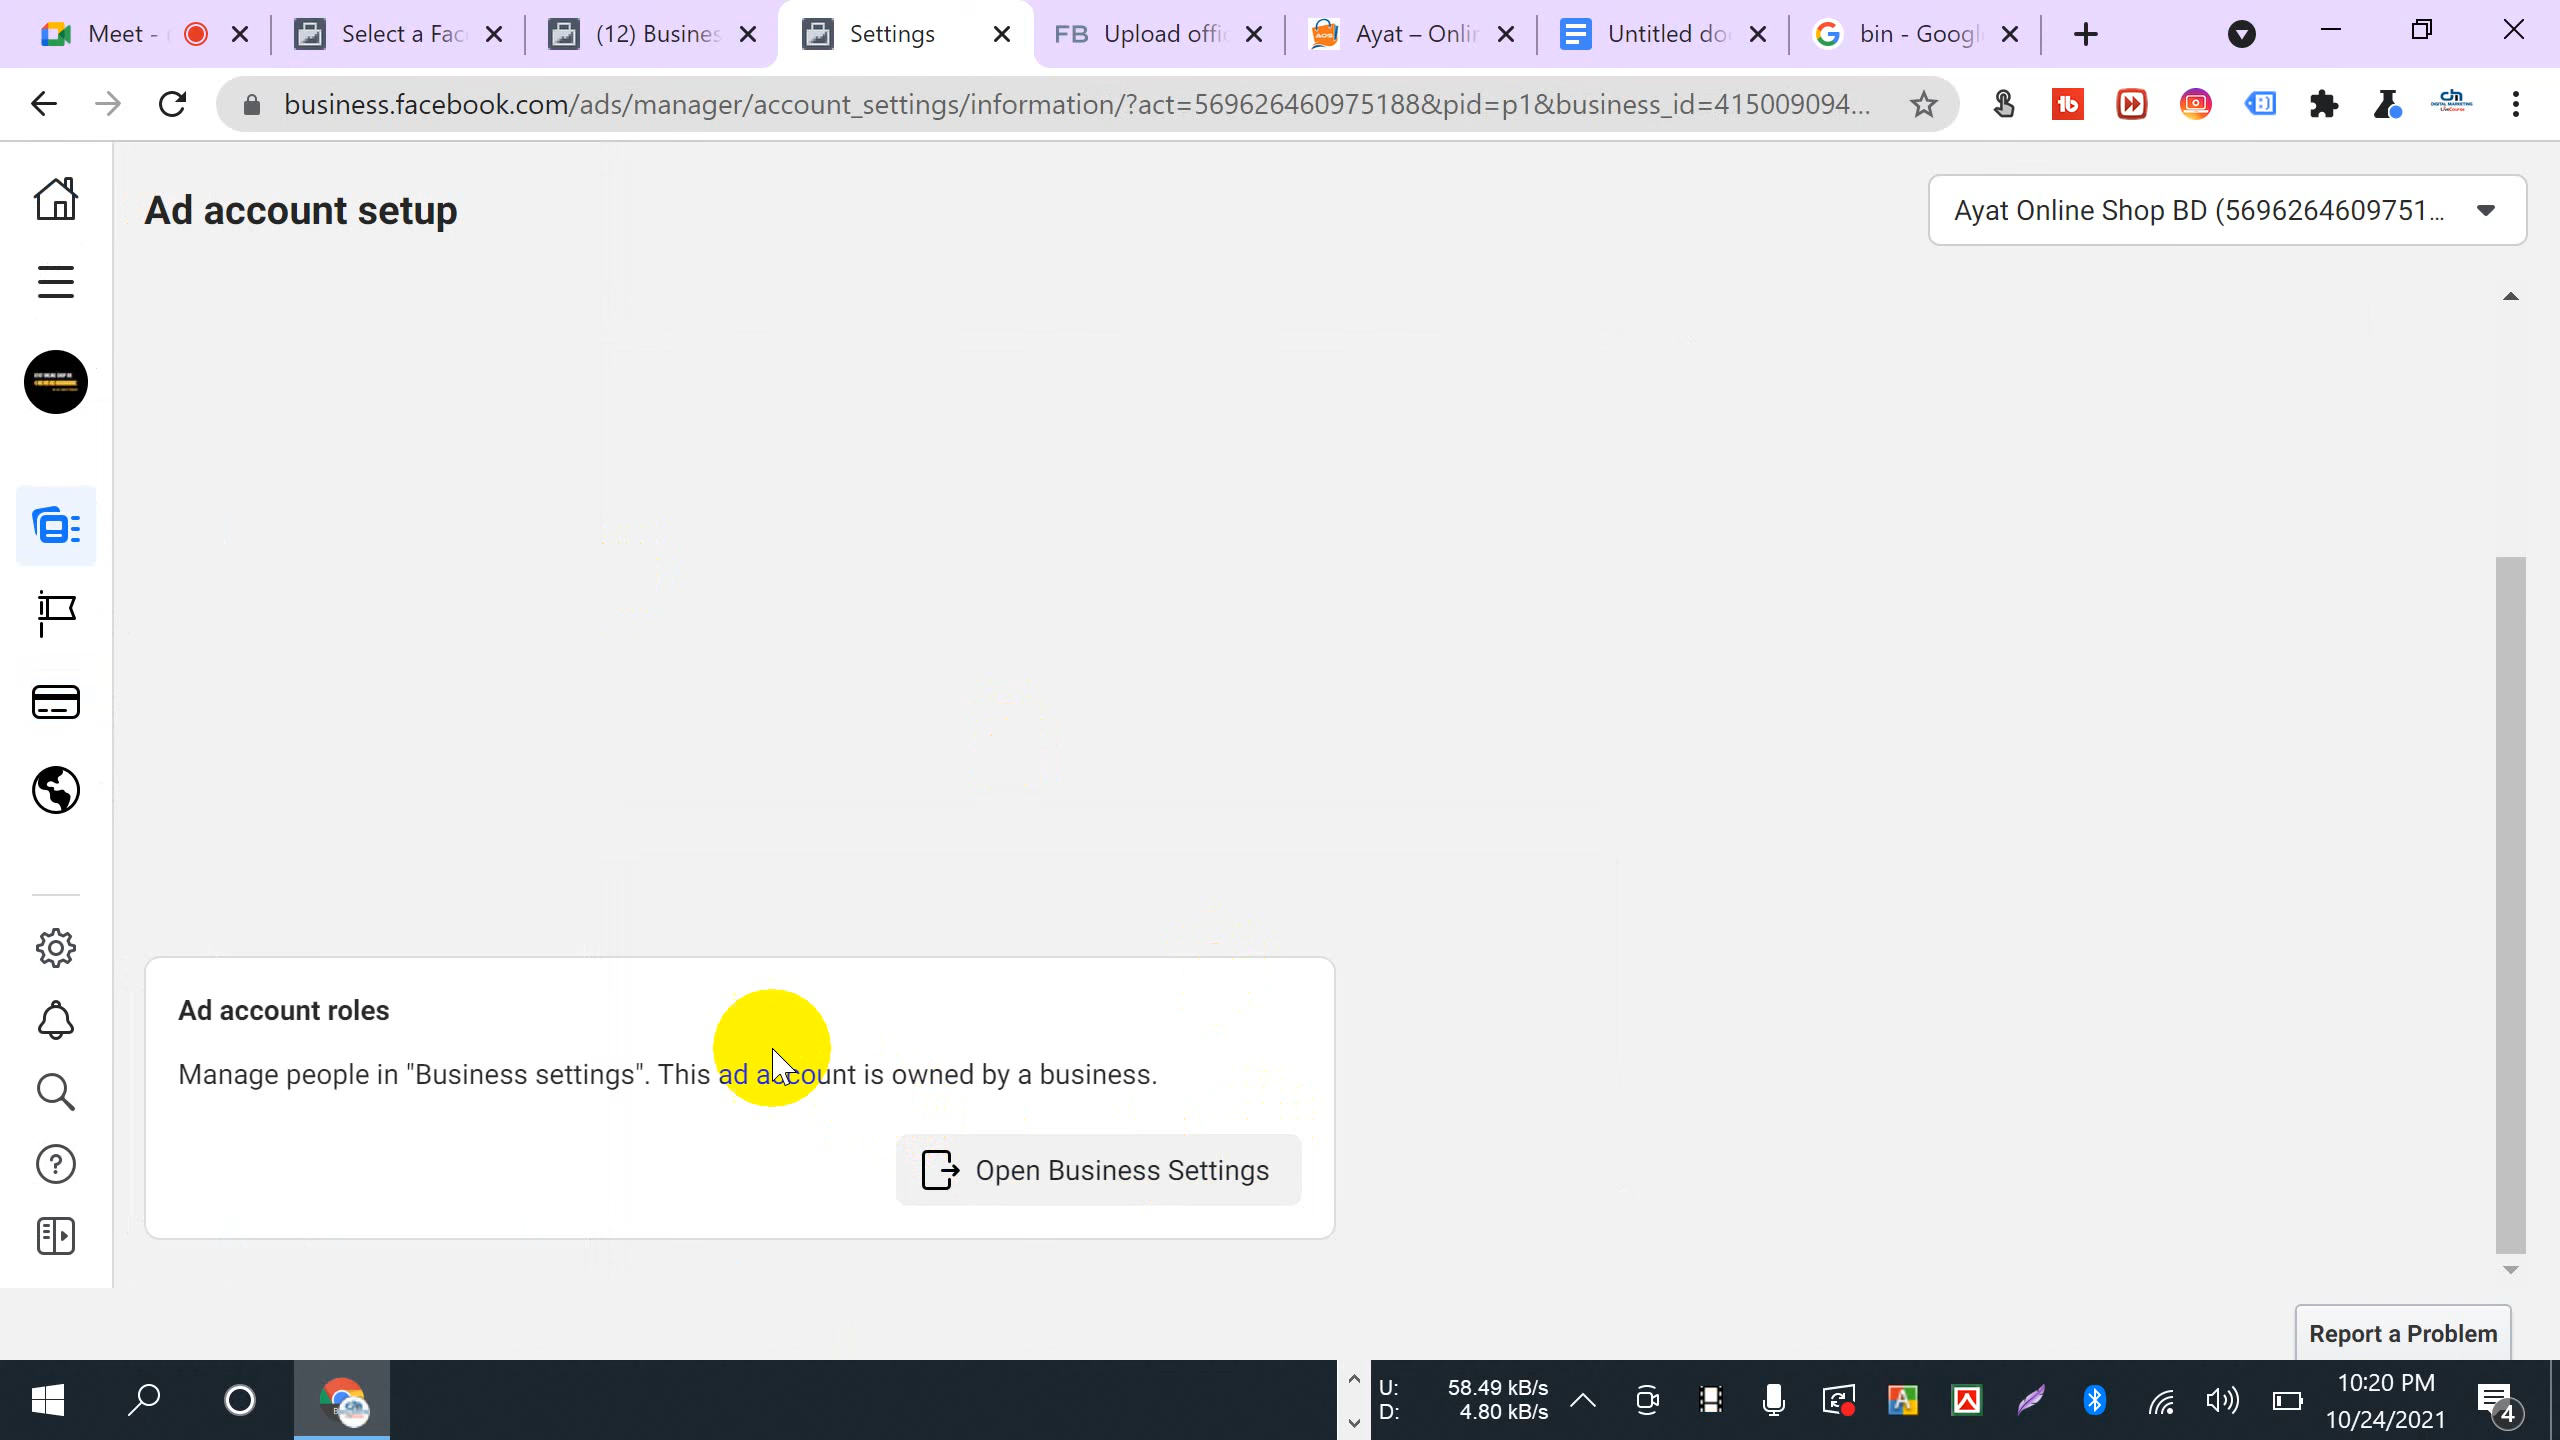 Meet -
Select a Fac
(12) Busines
Settings
FB Upload offi
Ayat – Onli
Untitled do
bin - Googl
business.facebook.com/ads/manager/account_settings/information/?act=569626460975188&pid=p1&business_id=415009094...
Ad account setup
Ayat Online Shop BD (5696264609751...
Ad account roles
Manage people in "Business settings". This ad account is owned by a business.
Open Business Settings
Report a Problem
U: 58.49 kB/s
D: 4.80 kB/s
10:20 PM
10/24/2021
4